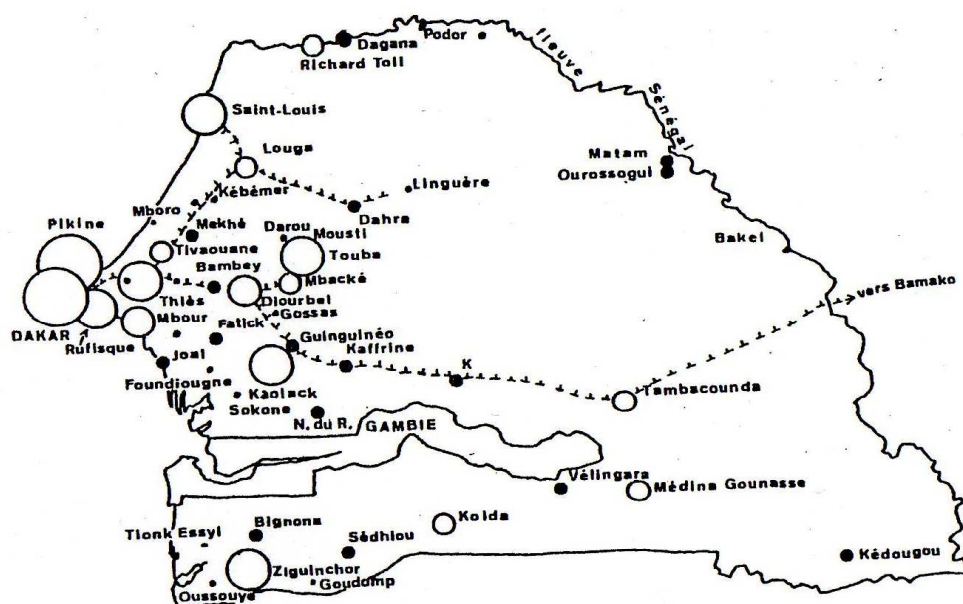 Podor
Dagana
Richard Toll
fleuve
Sénégal
Saint-Louis
Louga
Matam
Ourossogui
Kébémer
Linguère
Mboro
Dahra
Pikine
Mekhé
Darou
Mousti
Tivaouane
Touba
Bakel
Bambey
Mbacké
Thiès
Diourbel
vers Bamako
Gossas
DAKAR
Mbour
Fatick
Rufisque
Guinguinéo
Joal
Kaffrine
K
Foundiougne
Kaolack
Tambacounda
Sokone
N. du R.
GAMBIE
Vélingara
Médina Gounasse
Kolda
Bignona
Tionk Essyl
Sédhiou
Kédougou
Ziguinchor
Goudomp
Oussouye